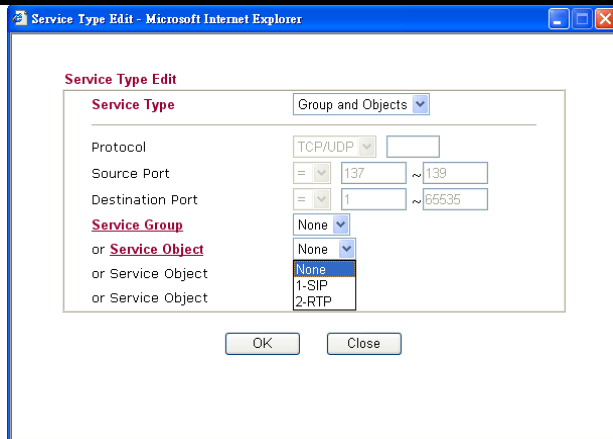 Service Type Edit - Microsoft Internet Explorer
Service Type Edit
Service Type Group and Objects
Protocol TCP/UDP
Source Port = 137 ~ 139
Destination Port = 1 ~ 65535
Service Group None
or Service Object None
or Service Object None
or Service Object 1-SIP
2-RTP
OK Close